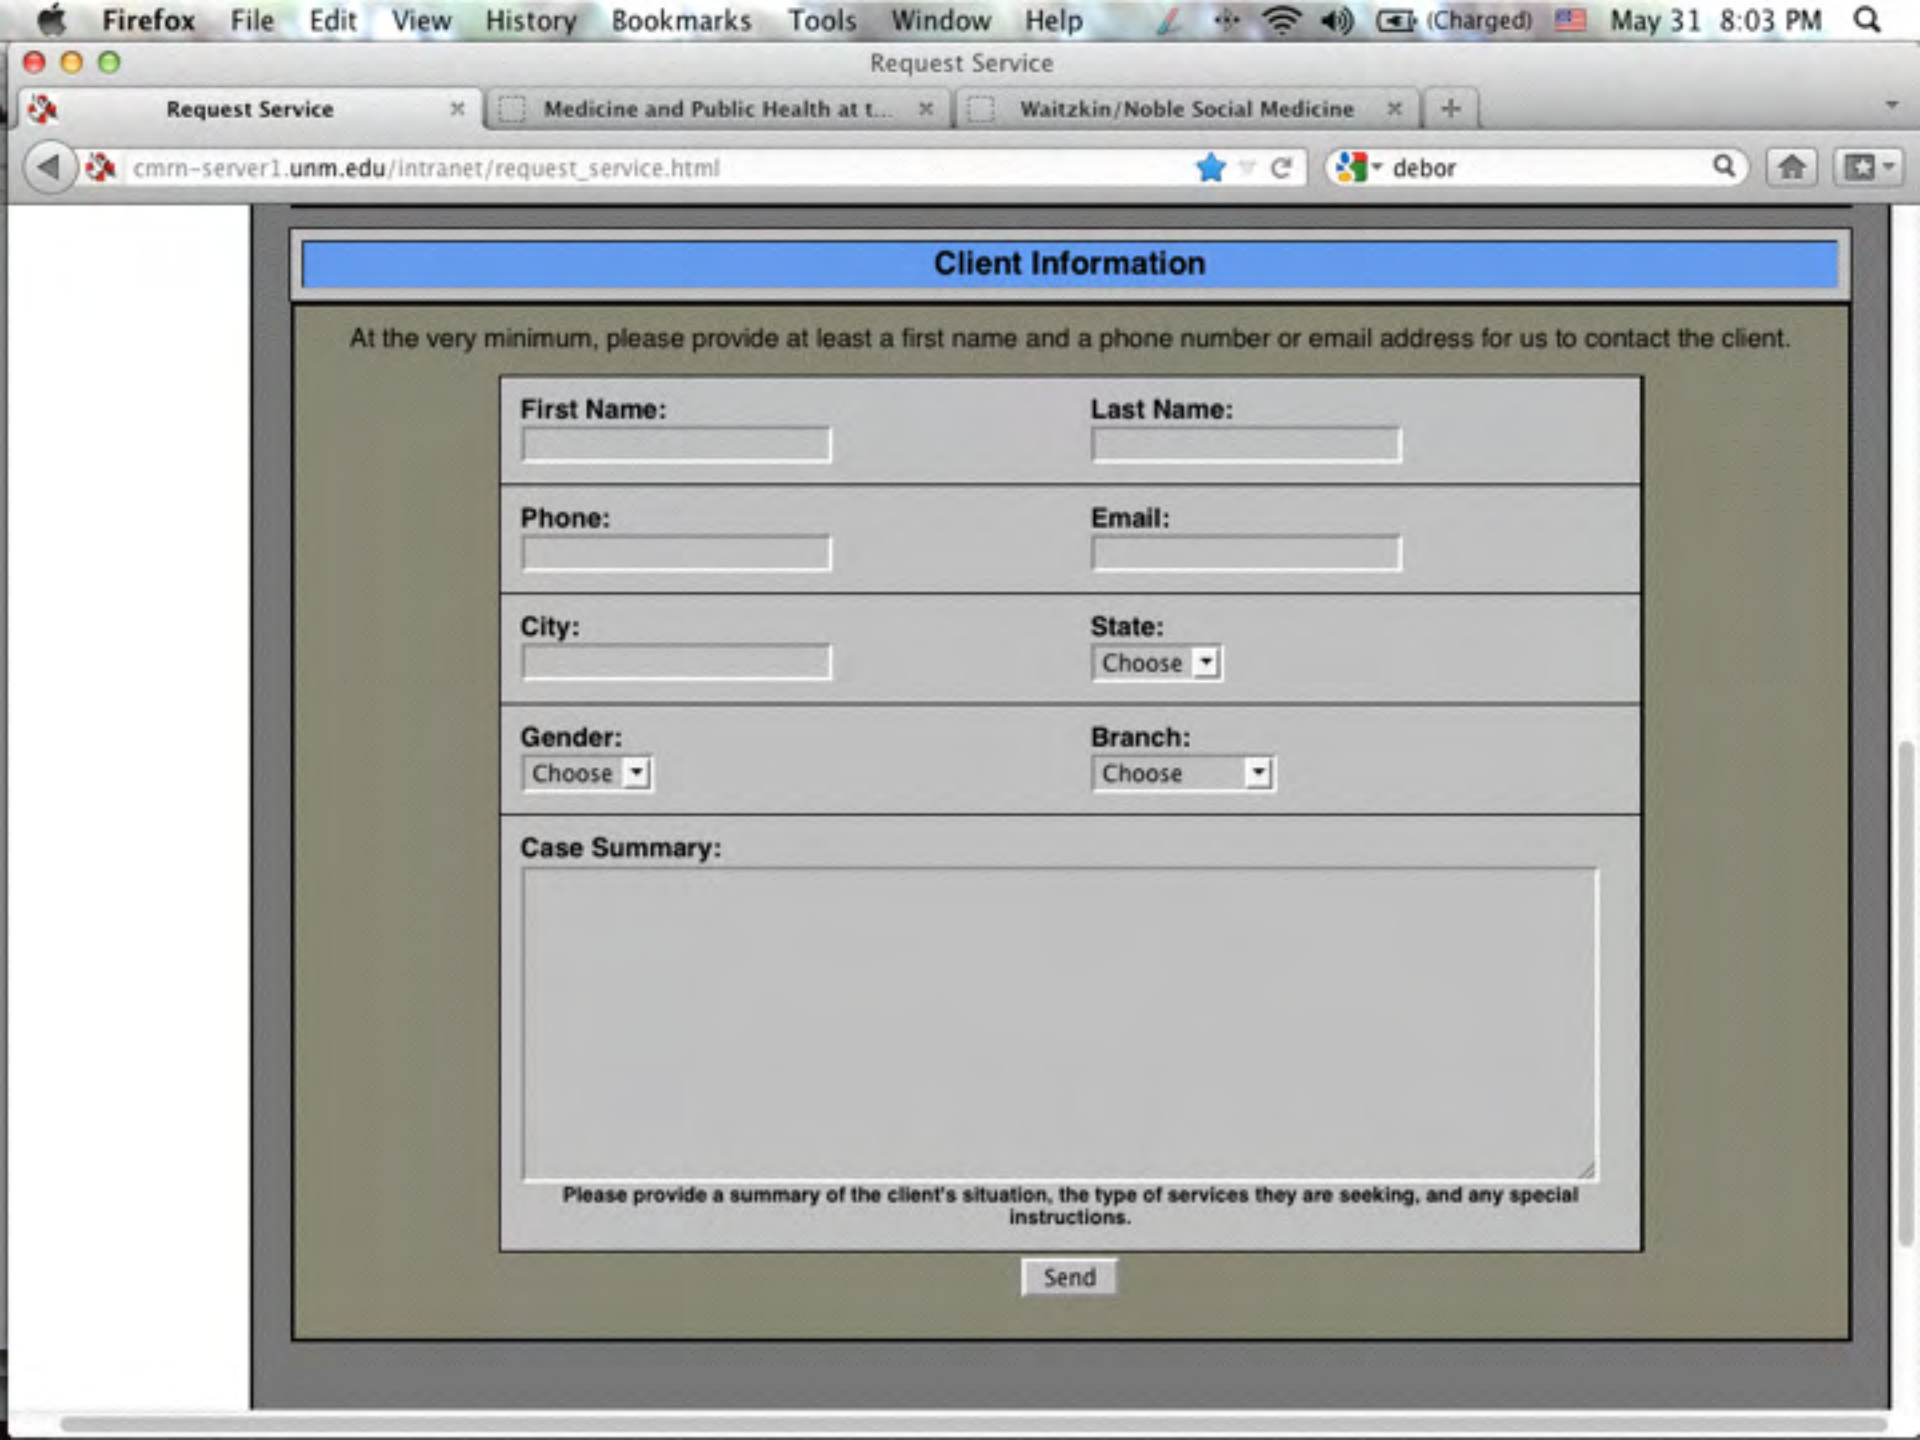 Firefox File Edit View History Bookmarks Tools Window Help (Charged) May 31 8:03 PM
Request Service
Request Service Medicine and Public Health at t... Waitzkin/Noble Social Medicine
cmrn-server1.unm.edu/intranet/request_service.html debor
Client Information
At the very minimum, please provide at least a first name and a phone number or email address for us to contact the client.
First Name: Last Name:
Phone: Email:
City: State:
Choose
Gender: Branch:
Choose Choose
Case Summary:
Please provide a summary of the client's situation, the type of services they are seeking, and any special
instructions.
Send